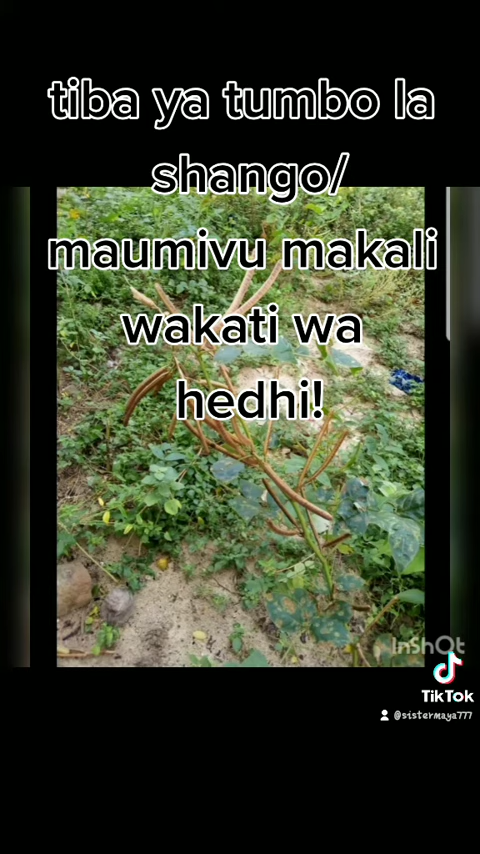 tiba ya tumbo la
shango/
maumivu makali
wakati wa
hedhi!
InShOt
TikTok
@sistermaya777